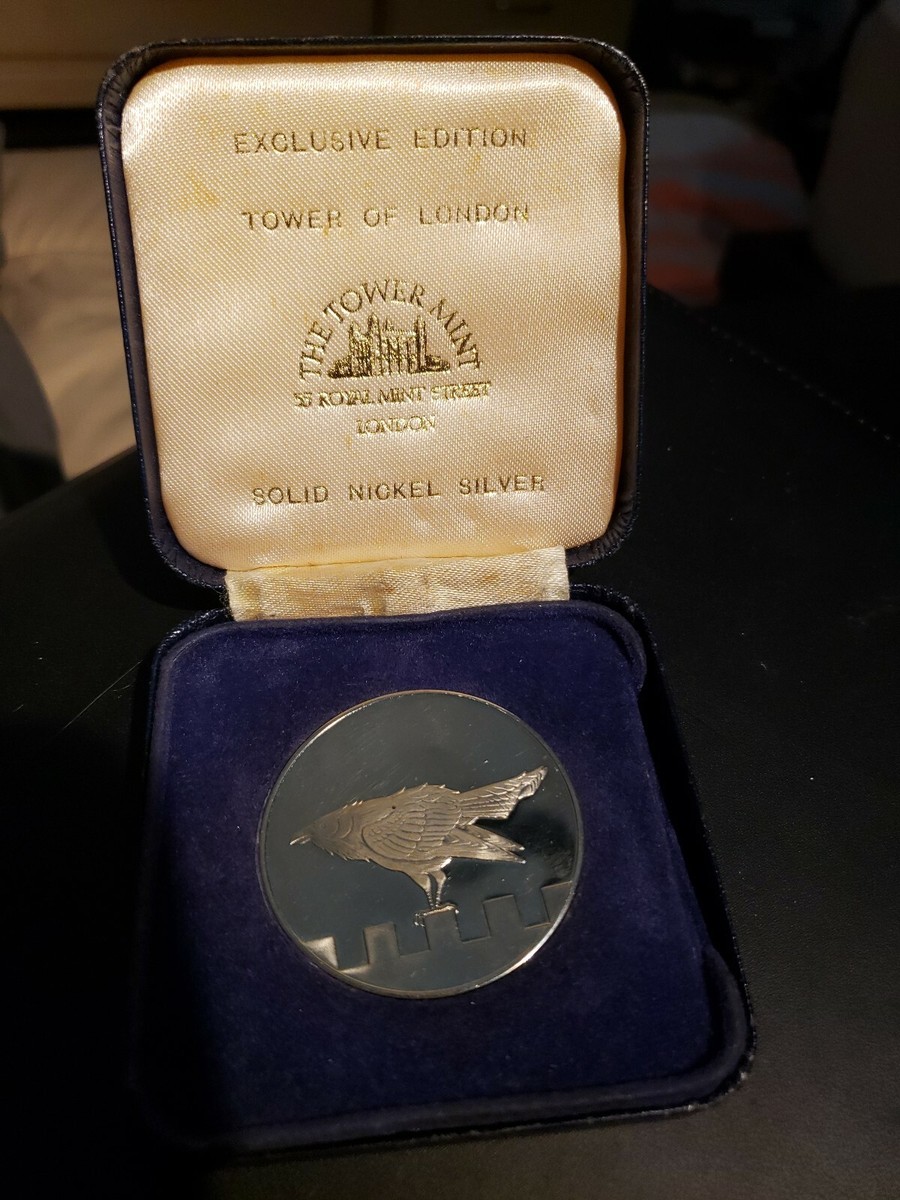 EXCLUSIVE EDITION
TOWER OF LONDON
THE TOWER MINT
55 ROYAL MINT STREET
LONDON
SOLID NICKEL SILVER